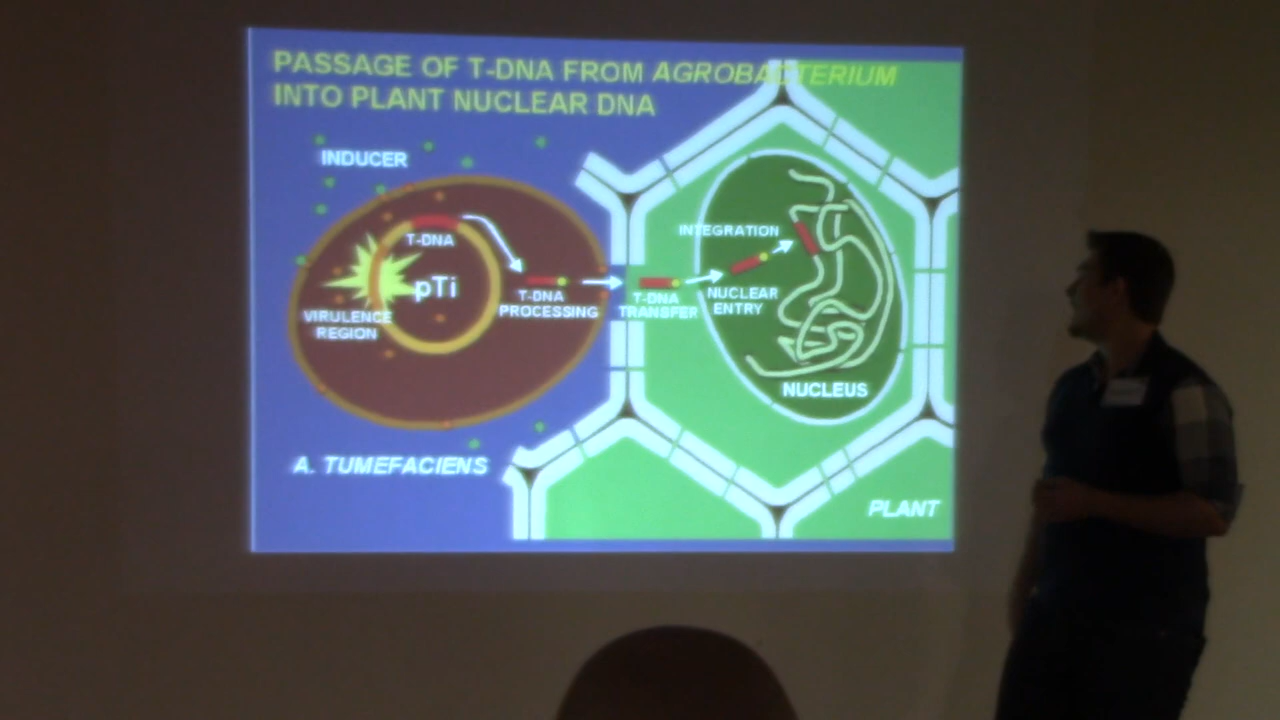 PASSAGE OF T-DNA FROM AGROBACTERIUM
INTO PLANT NUCLEAR DNA
INDUCER
T-DNA
pTi
VIRULENCE
REGION
T-DNA
PROCESSING
T-DNA
TRANSFER
INTEGRATION
NUCLEAR
ENTRY
NUCLEUS
A. TUMEFACIENS
PLANT